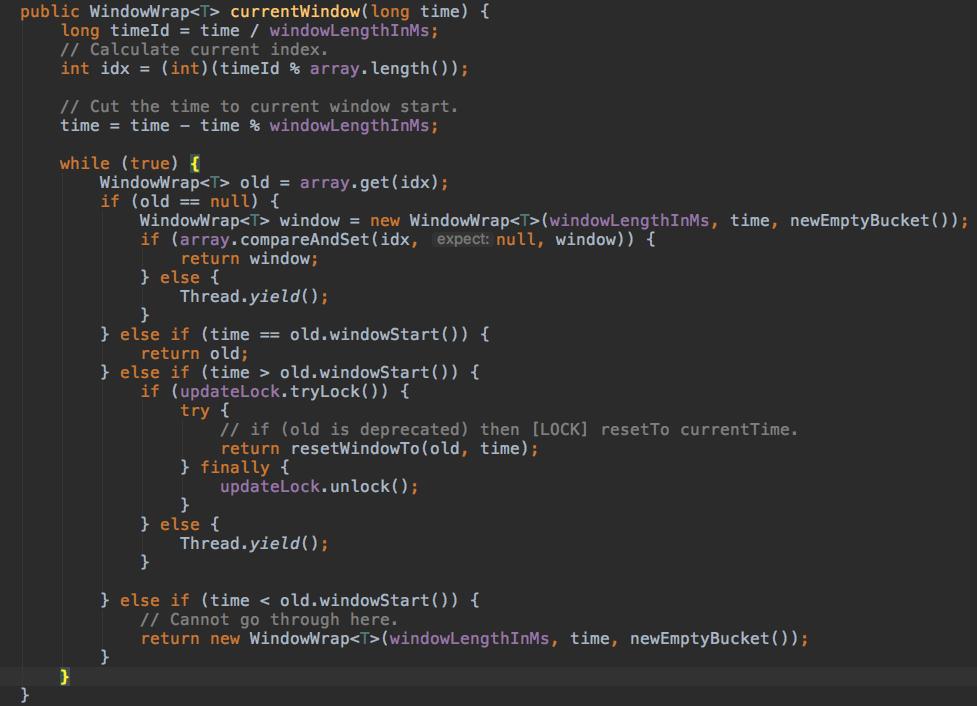 public WindowWrap<T> currentWindow(long time) {
    long timeId = time / windowLengthInMs;
    // Calculate current index.
    int idx = (int)(timeId % array.length());

    // Cut the time to current window start.
    time = time - time % windowLengthInMs;

    while (true) {
        WindowWrap<T> old = array.get(idx);
        if (old == null) {
            WindowWrap<T> window = new WindowWrap<T>(windowLengthInMs, time, newEmptyBucket());
            if (array.compareAndSet(idx, expect: null, window)) {
                return window;
            } else {
                Thread.yield();
            }
        } else if (time == old.windowStart()) {
            return old;
        } else if (time > old.windowStart()) {
            if (updateLock.tryLock()) {
                try {
                    // if (old is deprecated) then [LOCK] resetTo currentTime.
                    return resetWindowTo(old, time);
                } finally {
                    updateLock.unlock();
                }
            } else {
                Thread.yield();
            }

        } else if (time < old.windowStart()) {
            // Cannot go through here.
            return new WindowWrap<T>(windowLengthInMs, time, newEmptyBucket());
        }
    }
}